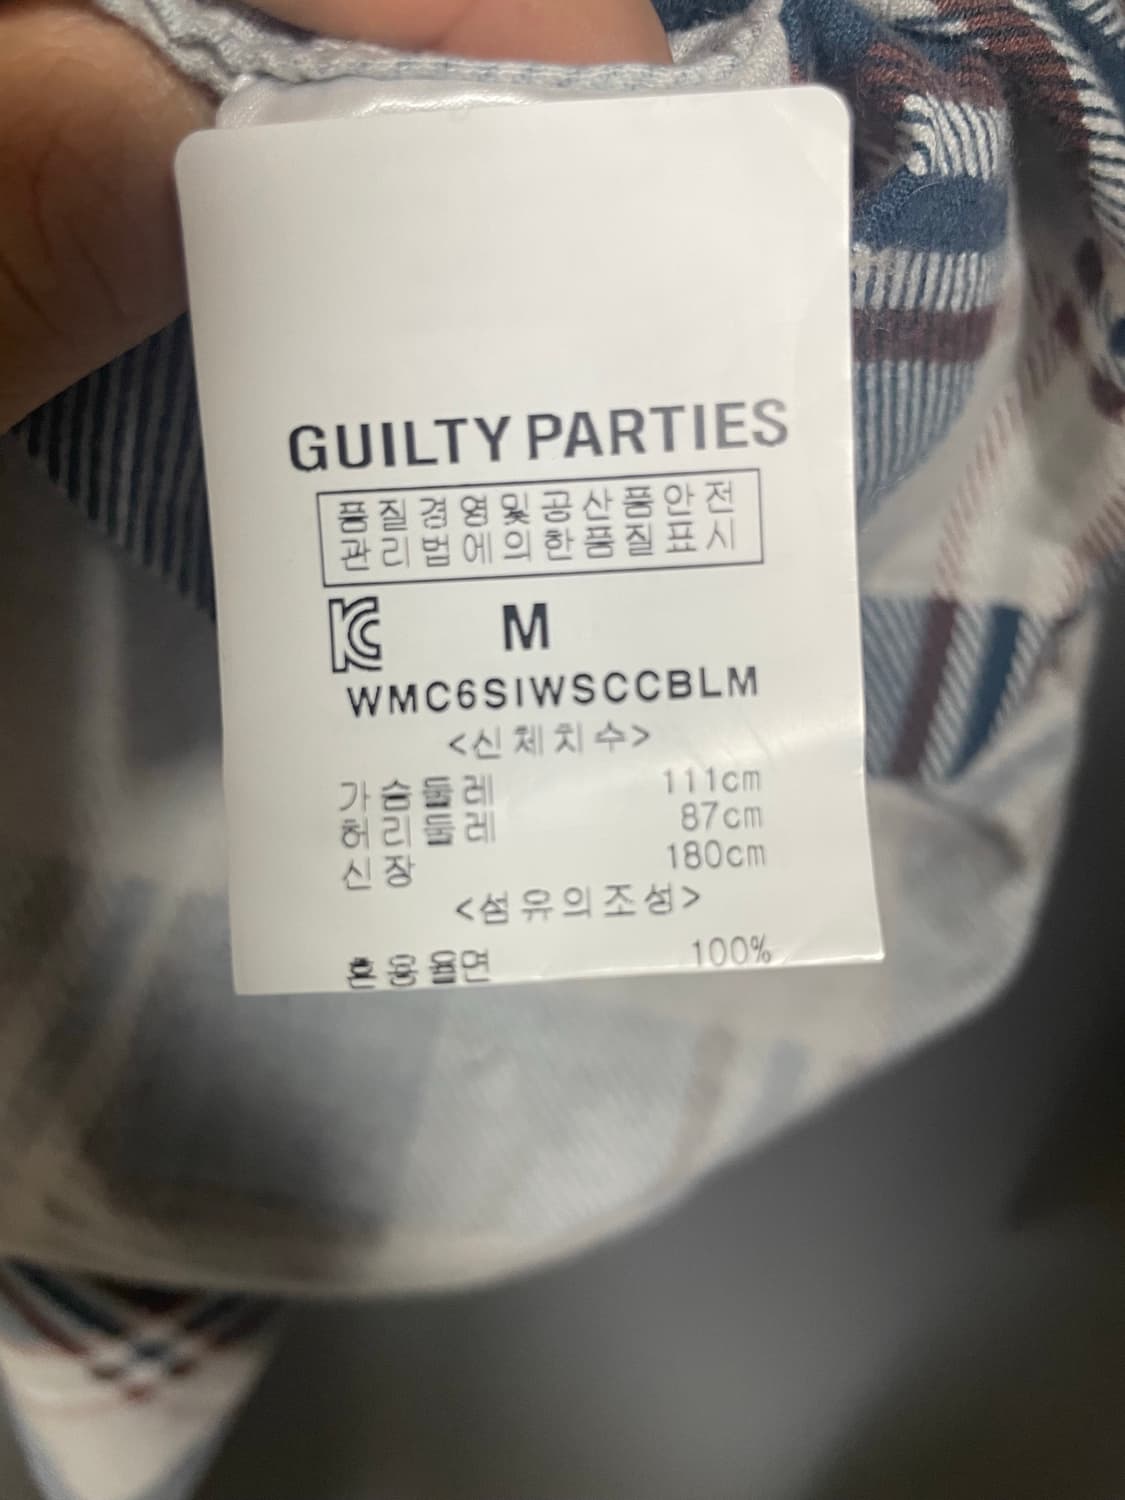 GUILTY PARTIES
품질경영및공산품안전
관리법에의한품질표시
KC M
WMC6SIWSCCBLM
<신체치수>
가슴둘레 111cm
허리둘레 87cm
신장 180cm
<섬유의조성>
100%